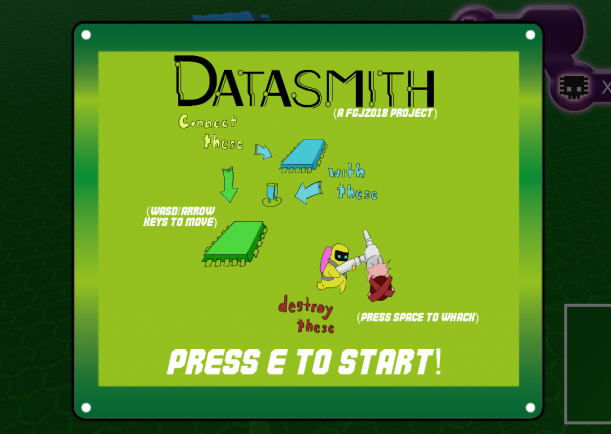 DATASMITH
(A FGJ2018 PROJECT)
Connect
these
with
these
(WASD/ARROW
KEYS TO MOVE)
destroy
these
(PRESS SPACE TO WHACK)
PRESS E TO START!
X